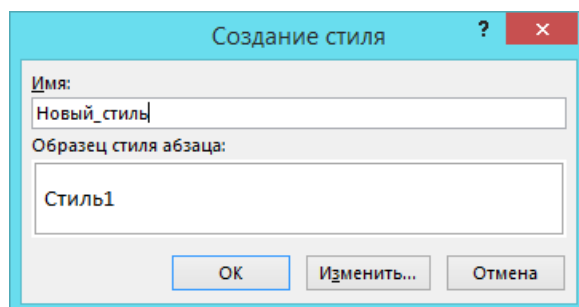 Создание стиля ? ×
Имя:
Новый_стиль
Образец стиля абзаца:
Стиль1
ОК Изменить... Отмена